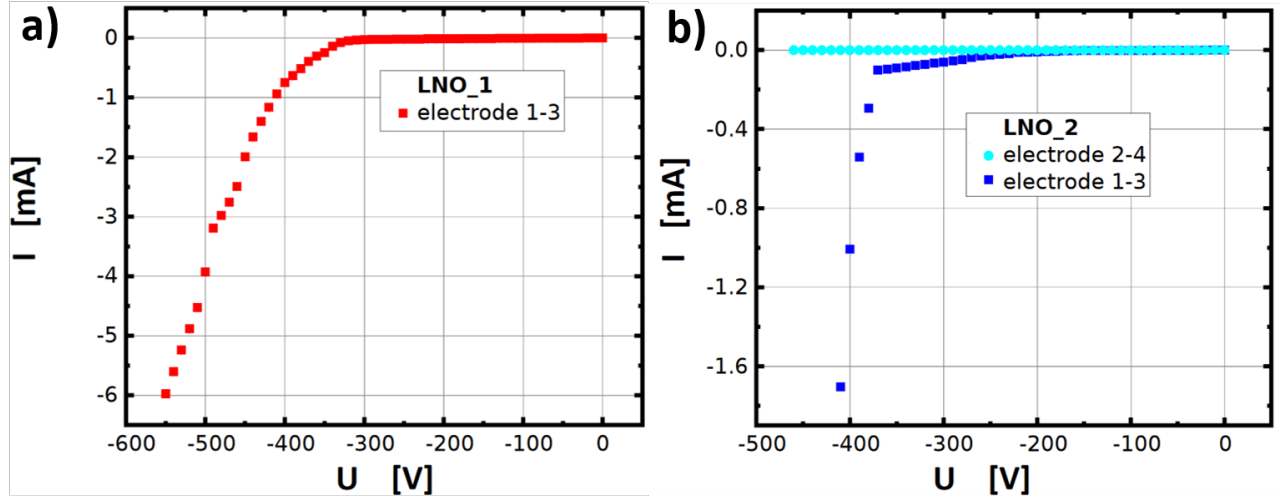 a)
0
-1
-2
-3
-4
-5
-6
I [mA]
LNO_1
electrode 1-3
-600
-500
-400
-300
-200
-100
0
U [V]
b)
0.0
-0.4
-0.8
-1.2
-1.6
I [mA]
LNO_2
electrode 2-4
electrode 1-3
-500
-400
-300
-200
-100
0
U [V]